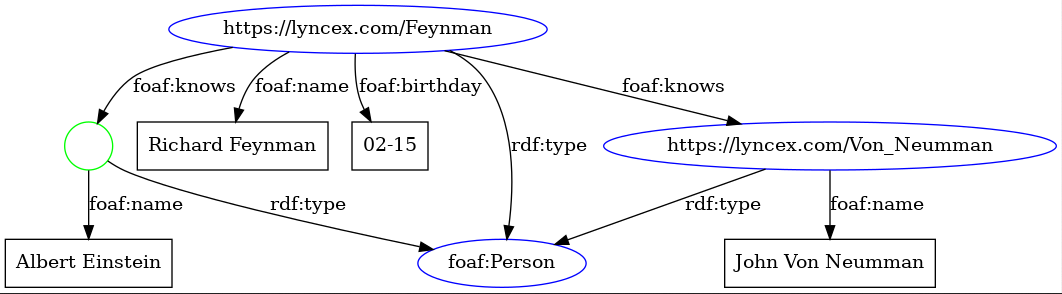 https://lyncex.com/Feynman
foaf:knows
foaf:name
foaf:birthday
foaf:knows
Richard Feynman
02-15
rdf:type
https://lyncex.com/Von_Neumman
foaf:name
rdf:type
rdf:type
foaf:name
Albert Einstein
foaf:Person
John Von Neumman